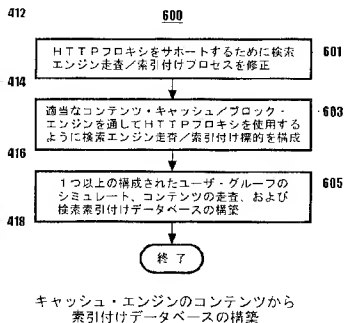 412
600
HTTPフロキシをサホートするために検索
エンジン走査/索引付けプロセスを修正
601
414
適当なコンテンツ・キャッシュ/ブロック・
エンジンを通してHTTPフロキシを使用する
ように検索エンジン走査/索引付け標的を構成
603
416
1つ以上の構成されたユーザ・グループの
シミュレート、コンテンツの走査、および
検索索引付けデータベースの構築
605
418
終了
キャッシュ・エンジンのコンテンツから
索引付けデータベースの構築